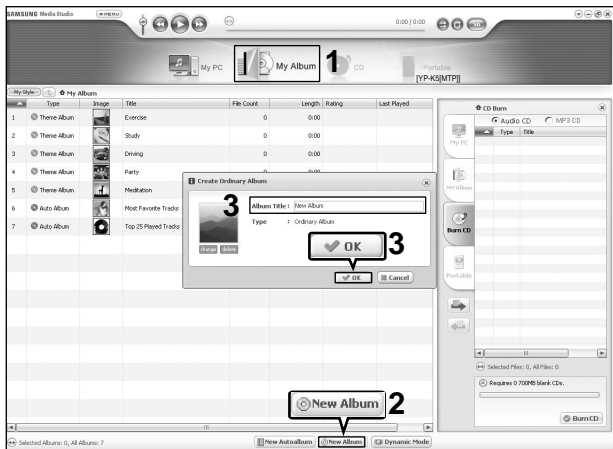 SAMSUNG Media Studio
MENU
0:00 / 0:00
My PC
My Album
1
CD
Portable
[YP-K5[MTP]]
My Style
My Album
Type Image Title File Count Length Rating Last Played
1 Theme Album Exercise 0 0:00
2 Theme Album Study 0 0:00
3 Theme Album Driving 0 0:00
4 Theme Album Party
5 Theme Album Meditation
6 Auto Album Most Favorite Tracks
7 Auto Album Top 25 Played Tracks
Create Ordinary Album
3
Album Title : New Album
Type : Ordinary Album
change delete
OK
3
OK
Cancel
New Album
2
Selected Albums: 0, All Albums: 7
New Autoalbum
New Album
Dynamic Mode
CD Burn
Audio CD MP3 CD
Type Title
My PC
MY Album
Burn CD
Portable
Selected Files: 0, All Files: 0
Requires 0 700MB blank CDs.
Burn CD